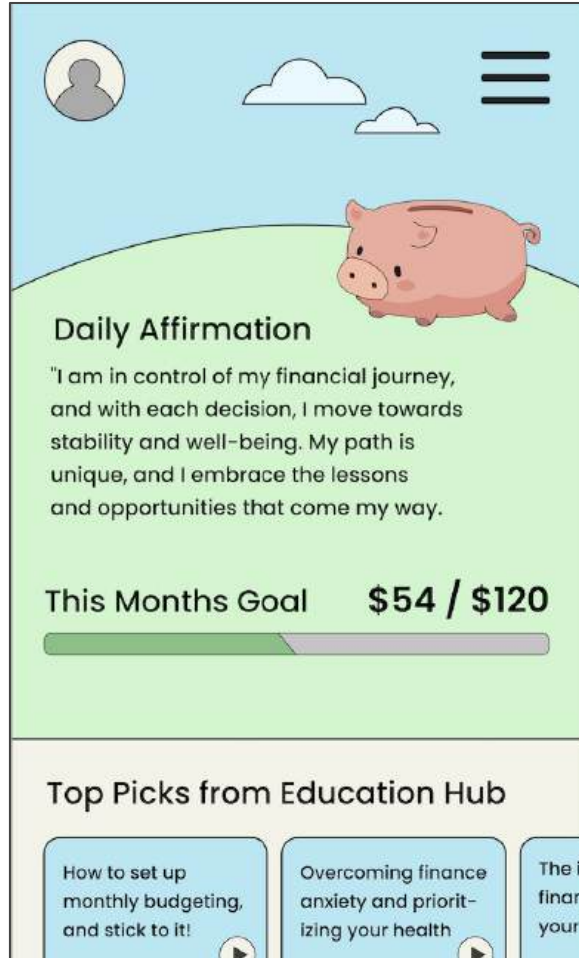 Daily Affirmation
"I am in control of my financial journey,
and with each decision, I move towards
stability and well-being. My path is
unique, and I embrace the lessons
and opportunities that come my way.
This Months Goal $54 / $120
Top Picks from Education Hub
How to set up
monthly budgeting,
and stick to it!
Overcoming finance
anxiety and priorit-
izing your health
The
your